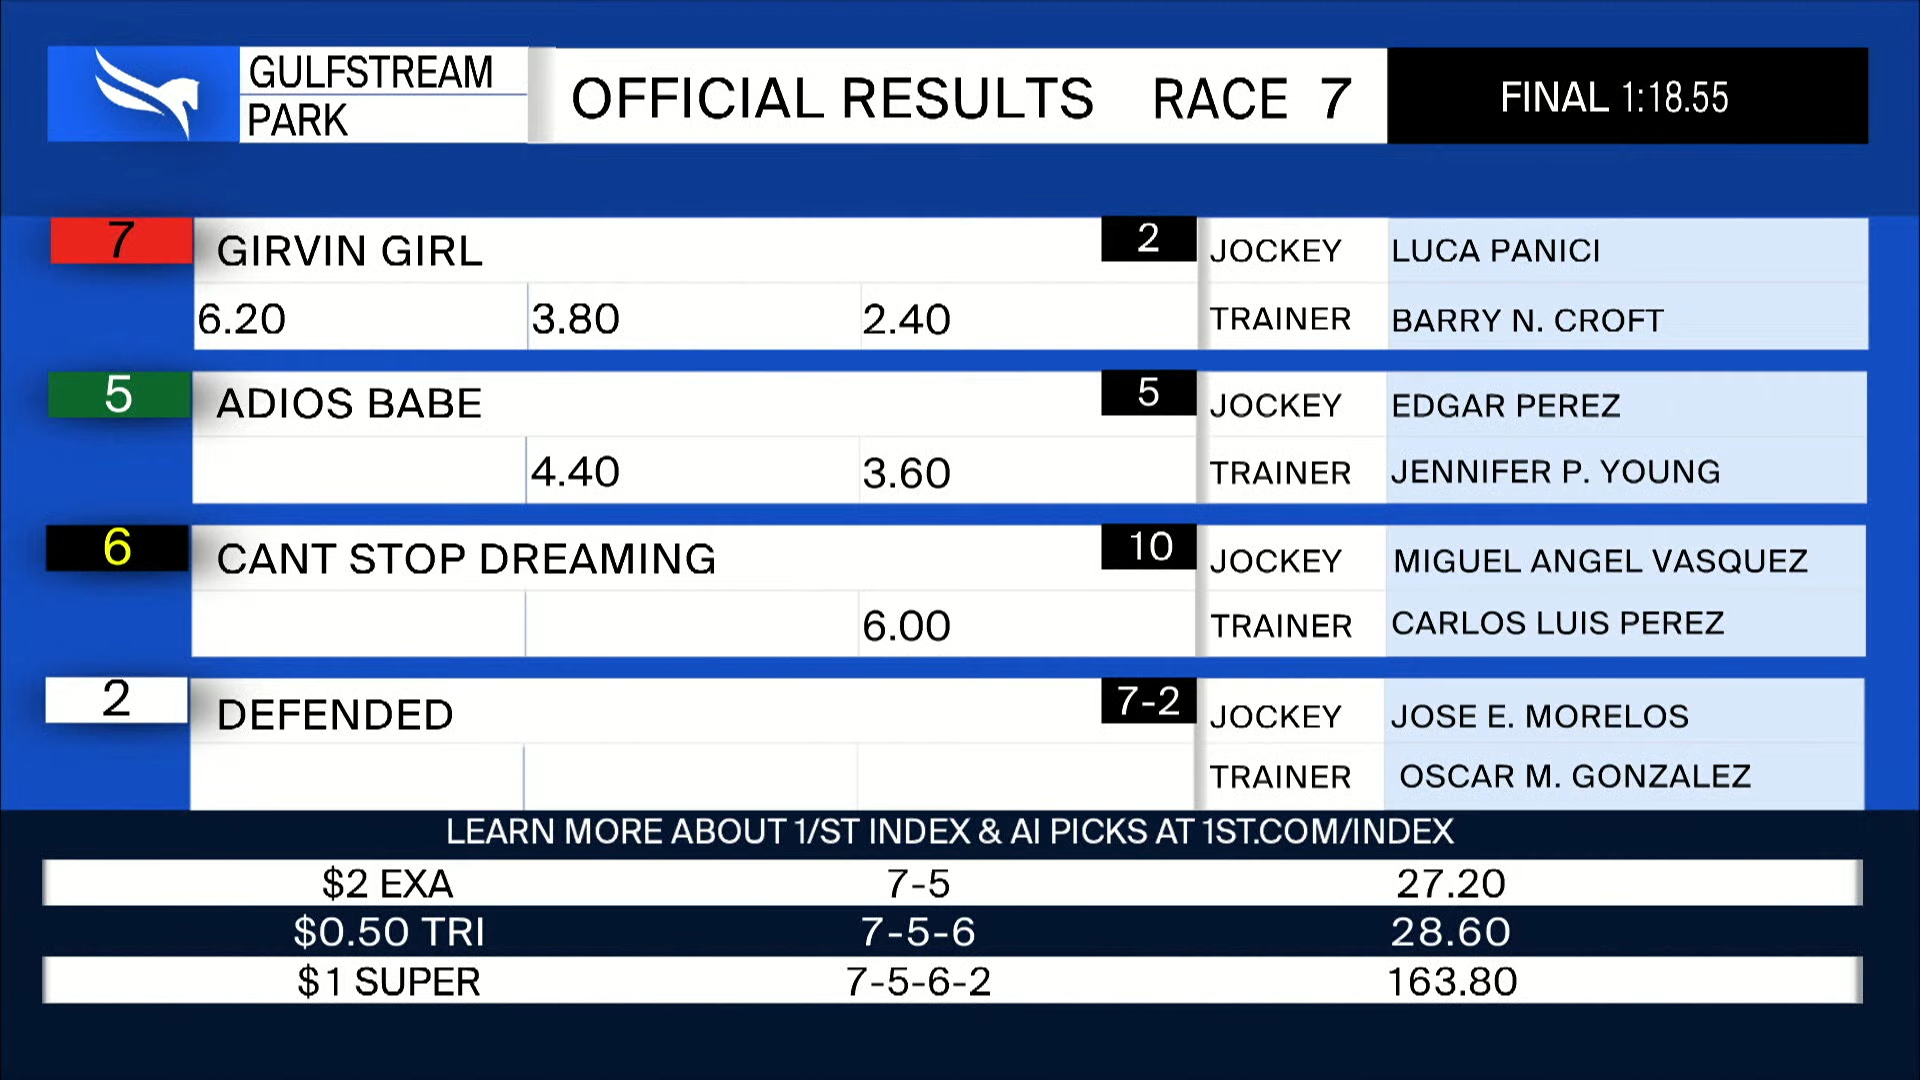 GULFSTREAM
PARK
OFFICIAL RESULTS RACE 7
FINAL 1:18.55
7 GIRVIN GIRL 2 JOCKEY LUCA PANICI
6.20 3.80 2.40 TRAINER BARRY N. CROFT
5 ADIOS BABE 5 JOCKEY EDGAR PEREZ
4.40 3.60 TRAINER JENNIFER P. YOUNG
6 CANT STOP DREAMING 10 JOCKEY MIGUEL ANGEL VASQUEZ
6.00 TRAINER CARLOS LUIS PEREZ
2 DEFENDED 7-2 JOCKEY JOSE E. MORELOS
TRAINER OSCAR M. GONZALEZ
LEARN MORE ABOUT 1/ST INDEX & AI PICKS AT 1ST.COM/INDEX
$2 EXA 7-5 27.20
$0.50 TRI 7-5-6 28.60
$1 SUPER 7-5-6-2 163.80